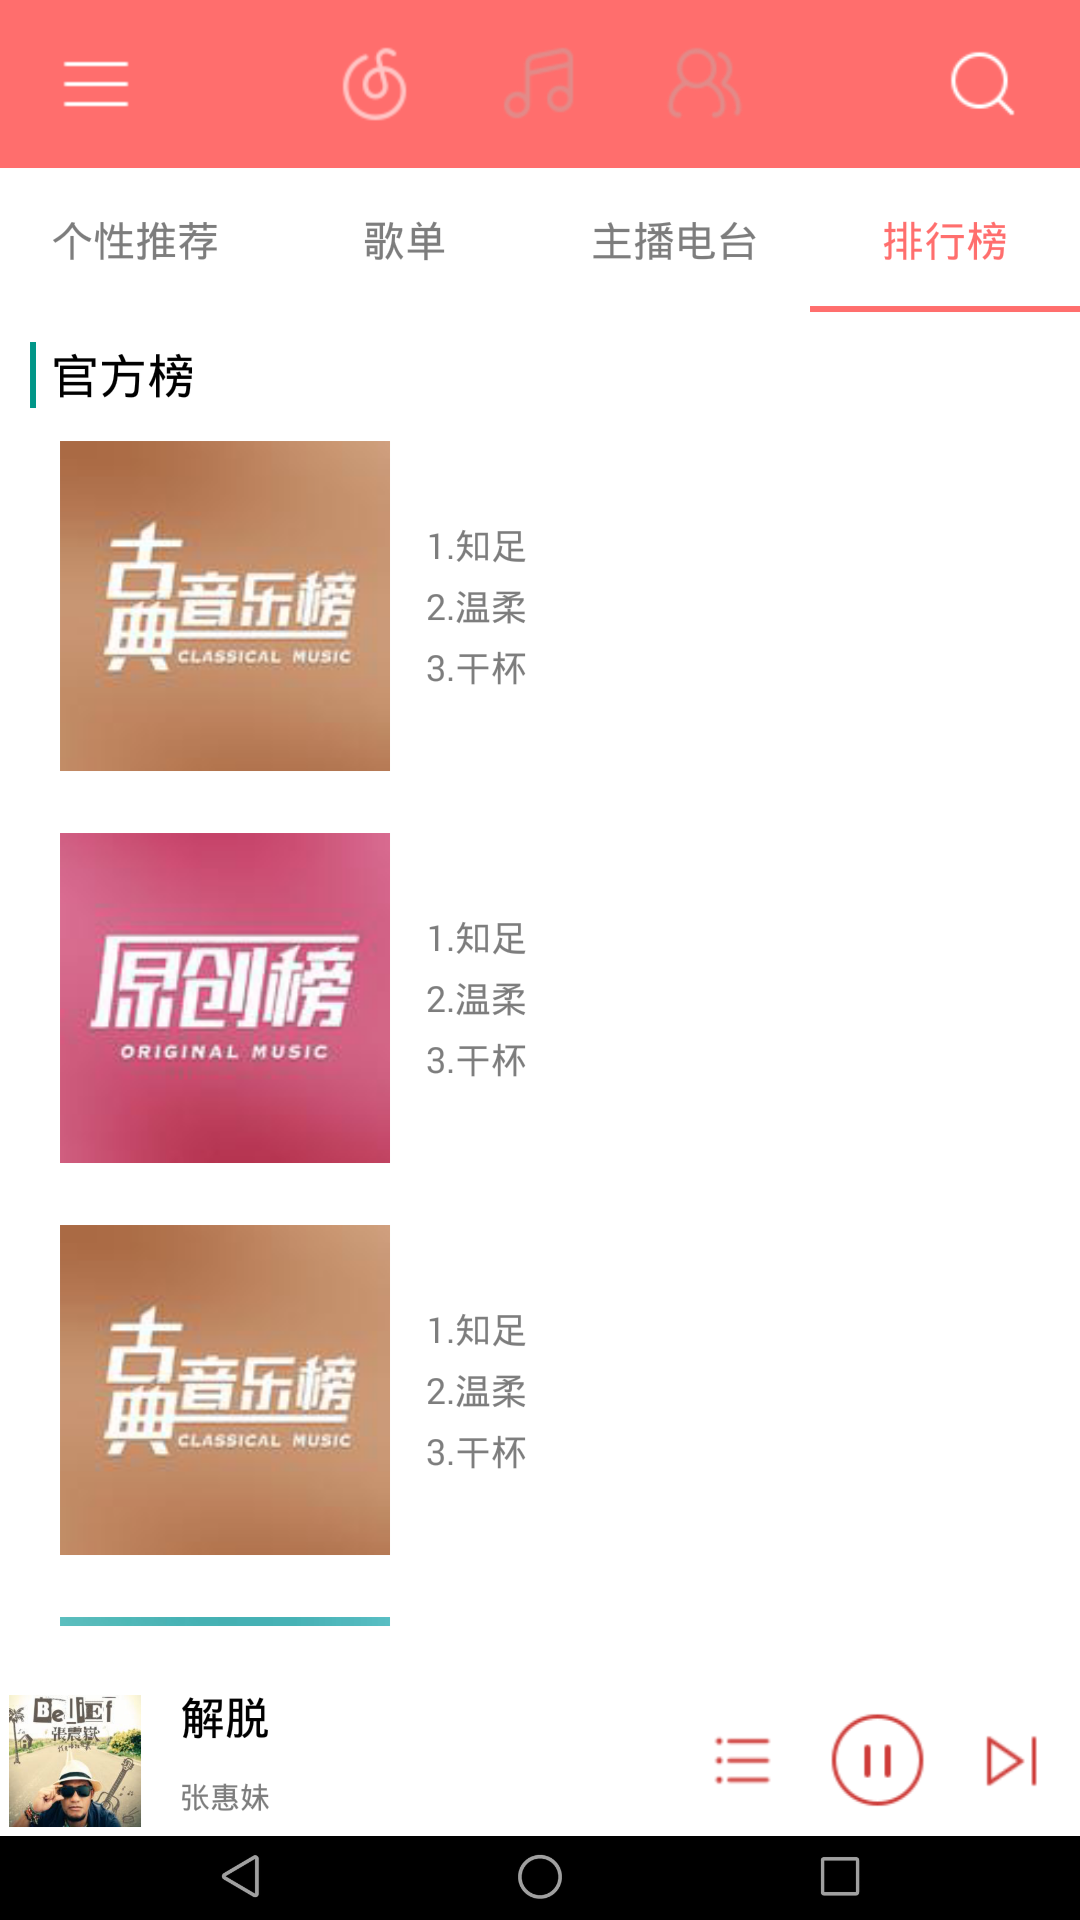 个性推荐 歌单 主播电台 排行榜
官方榜
古典音乐榜
CLASSICAL MUSIC
1.知足
2.温柔
3.干杯
原创榜
ORIGINAL MUSIC
1.知足
2.温柔
3.干杯
古典音乐榜
CLASSICAL MUSIC
1.知足
2.温柔
3.干杯
BeLiEf
張震嶽
解脱
张惠妹